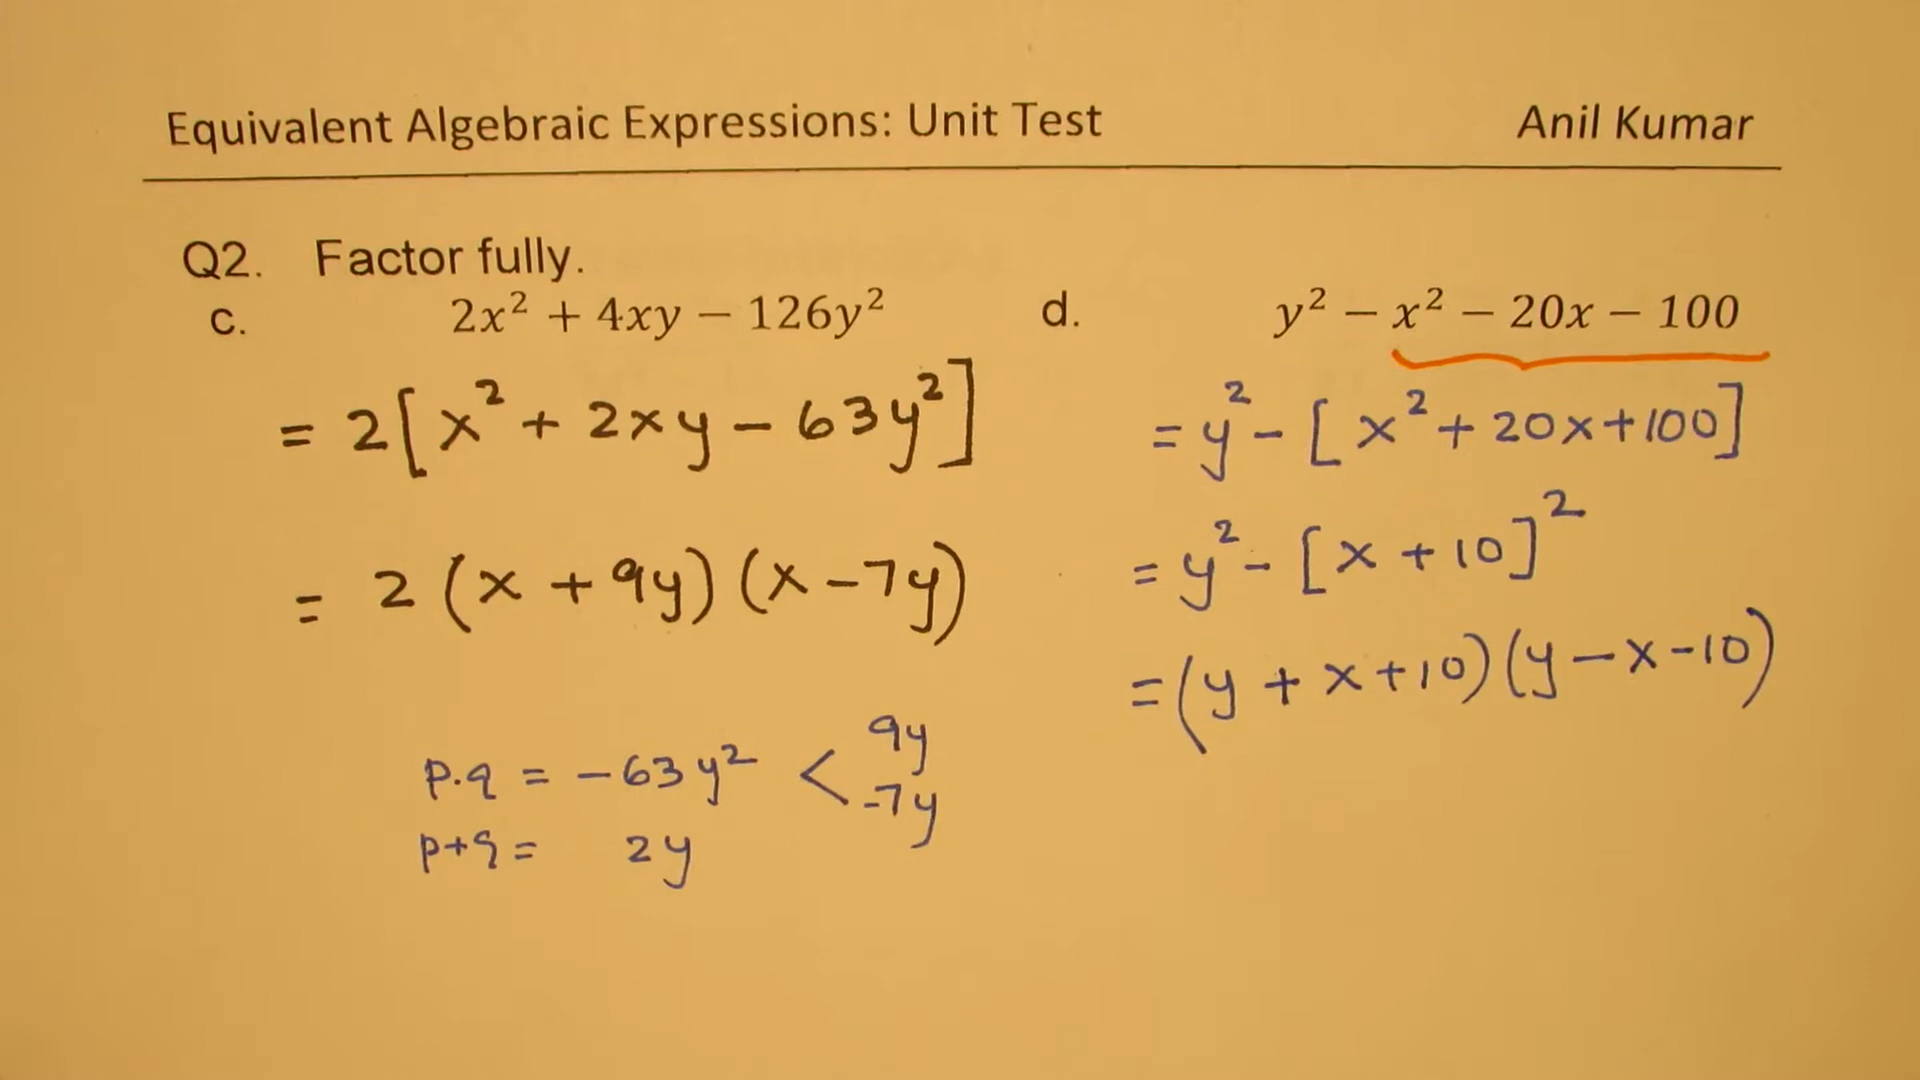 Equivalent Algebraic Expressions: Unit Test Anil Kumar
Q2. Factor fully.
c. 2x² + 4xy − 126y²
= 2[x² + 2xy − 63y²]
= 2 (x + 9y) (x − 7y)
p.q = −63y² < 9y
-7y
p+q = 2y
d. y² − x² − 20x − 100
= y² − [x² + 20x + 100]
= y² − [x + 10]²
= (y + x + 10) (y − x − 10)